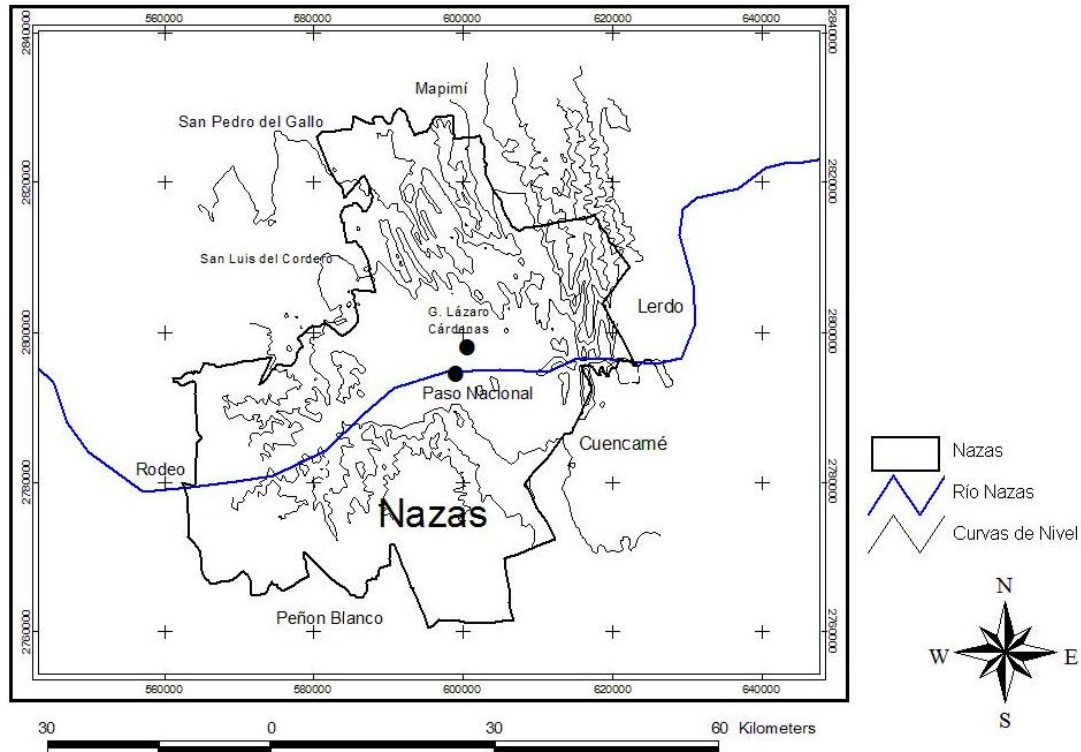 560000 580000 600000 620000 640000
2840000 2840000
Mapimí
San Pedro del Gallo
2820000 2820000
San Luis del Cordero
G. Lázaro
Cárdenas
Lerdo
2800000 2800000
Paso Nacional
Cuencamé
Rodeo
2780000 2780000
Nazas
Peñon Blanco
2760000 2760000
560000 580000 600000 620000 640000
30 0 30 60 Kilometers
Nazas
Río Nazas
Curvas de Nivel
N
W E
S